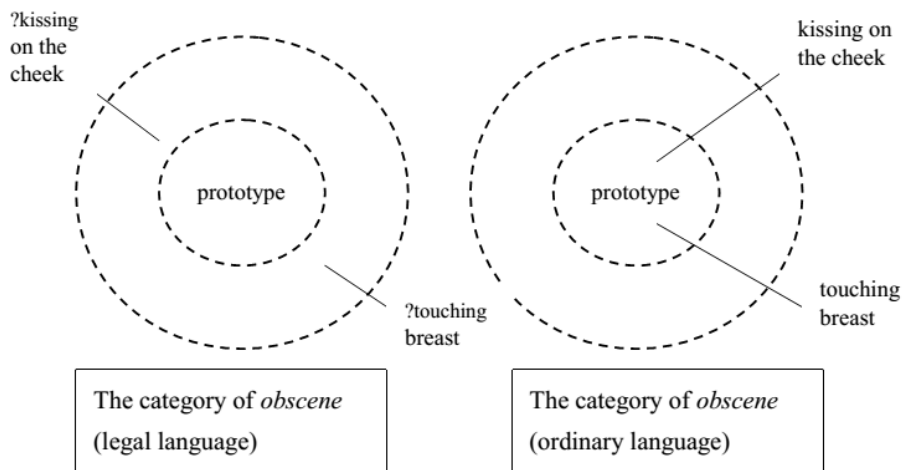 ?kissing
on the
cheek
prototype
?touching
breast
The category of obscene
(legal language)
kissing on
the cheek
prototype
touching
breast
The category of obscene
(ordinary language)